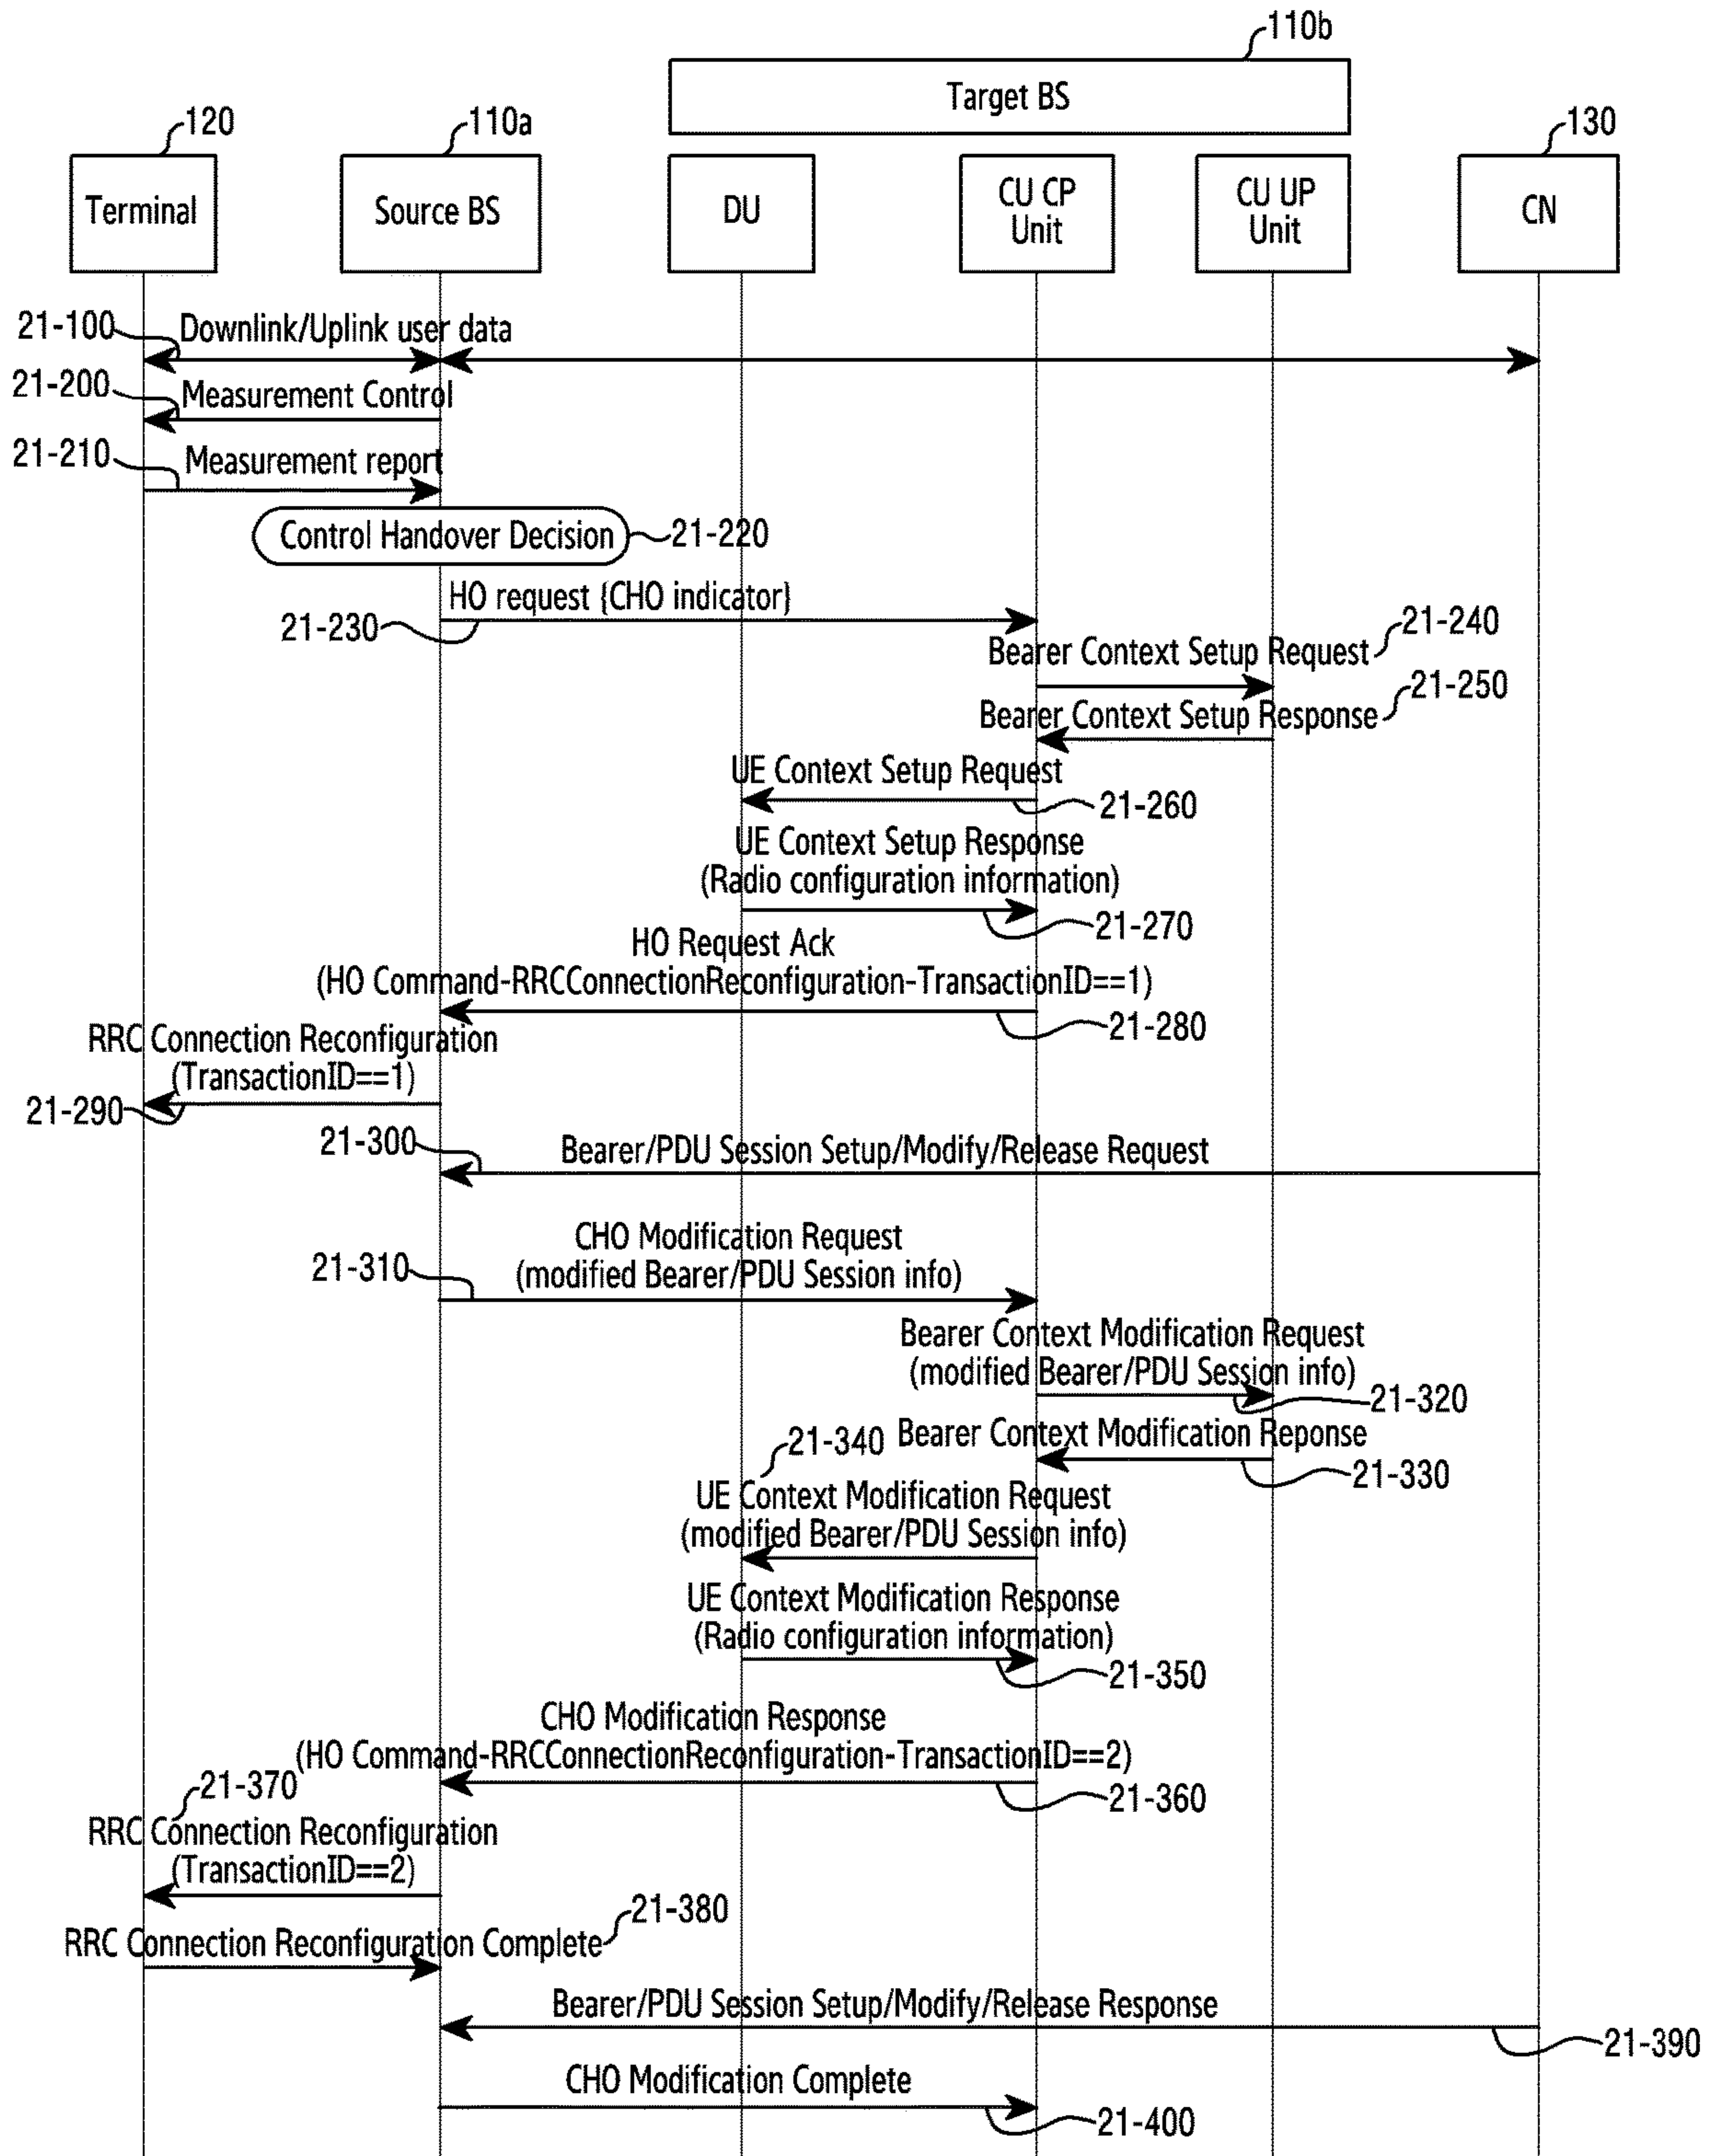 110b
Target BS
120
110a
130
Terminal
Source BS
DU
CU CP
Unit
CU UP
Unit
CN
21-100
Downlink/Uplink user data
21-200
Measurement Control
21-210
Measurement report
Control Handover Decision
21-220
HO request {CHO indicator}
21-230
21-240
Bearer Context Setup Request
21-250
Bearer Context Setup Response
UE Context Setup Request
21-260
UE Context Setup Response
(Radio configuration information)
21-270
HO Request Ack
(HO Command-RRCConnectionReconfiguration-TransactionID==1)
21-280
RRC Connection Reconfiguration
(TransactionID==1)
21-290
21-300
Bearer/PDU Session Setup/Modify/Release Request
CHO Modification Request
21-310
(modified Bearer/PDU Session info)
Bearer Context Modification Request
(modified Bearer/PDU Session info)
21-320
21-340
Bearer Context Modification Reponse
21-330
UE Context Modification Request
(modified Bearer/PDU Session info)
UE Context Modification Response
(Radio configuration information)
21-350
CHO Modification Response
(HO Command-RRCConnectionReconfiguration-TransactionID==2)
21-370
21-360
RRC Connection Reconfiguration
(TransactionID==2)
21-380
RRC Connection Reconfiguration Complete
Bearer/PDU Session Setup/Modify/Release Response
21-390
CHO Modification Complete
21-400